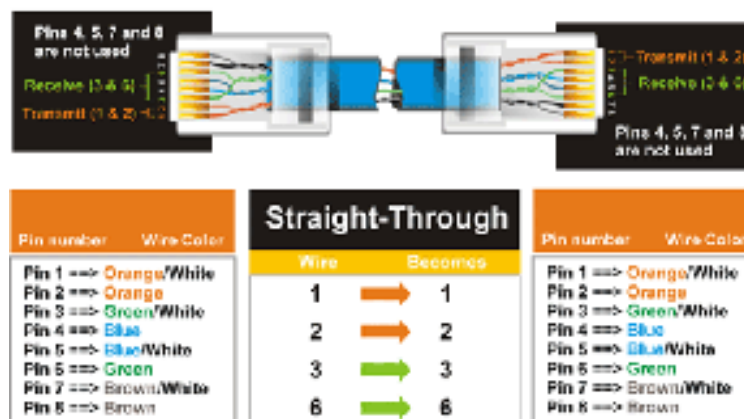 Pins 4, 5, 7 and 8
are not used
Receive (3 & 6)
Transmit (1 & 2)
Transmit (1 & 2)
Receive (3 & 6)
Pins 4, 5, 7 and 8
are not used
Pin number Wire Color
Pin 1 ==> Orange/White
Pin 2 ==> Orange
Pin 3 ==> Green/White
Pin 4 ==> Blue
Pin 5 ==> Blue/White
Pin 6 ==> Green
Pin 7 ==> Brown/White
Pin 8 ==> Brown
Straight-Through
Wire Becomes
1 1
2 2
3 3
6 6
Pin number Wire Color
Pin 1 ==> Orange/White
Pin 2 ==> Orange
Pin 3 ==> Green/White
Pin 4 ==> Blue
Pin 5 ==> Blue/White
Pin 6 ==> Green
Pin 7 ==> Brown/White
Pin 8 ==> Brown